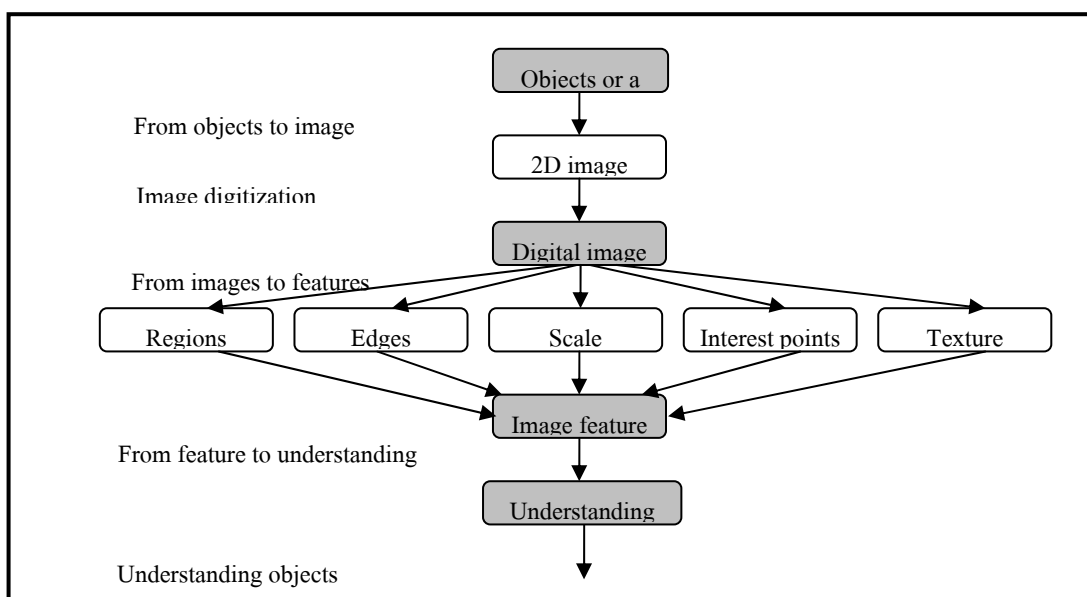 Objects or a
From objects to image
2D image
Image digitization
Digital image
From images to features
Regions
Edges
Scale
Interest points
Texture
Image feature
From feature to understanding
Understanding
Understanding objects